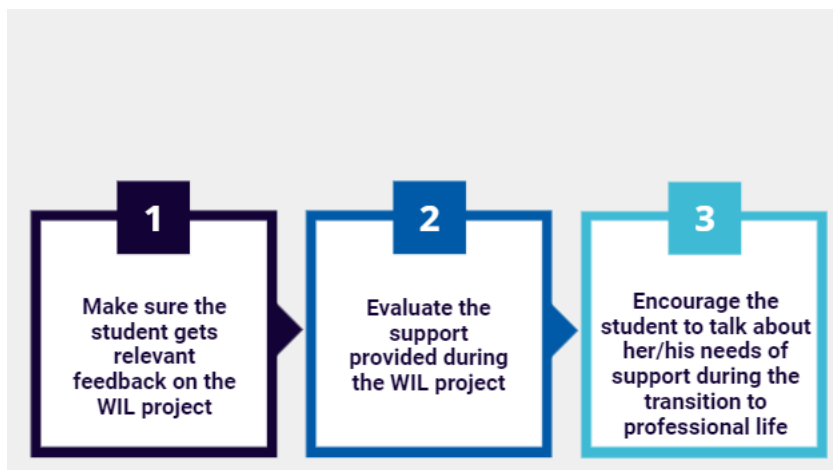 1
Make sure the
student gets
relevant
feedback on the
WIL project
2
Evaluate the
support
provided during
the WIL project
3
Encourage the
student to talk about
her/his needs of
support during the
transition to
professional life